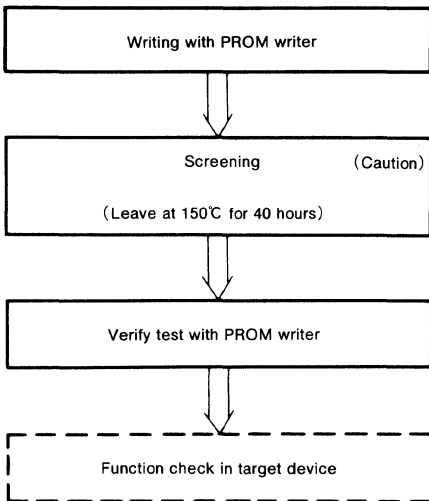 Writing with PROM writer
Screening (Caution)
(Leave at 150℃ for 40 hours)
Verify test with PROM writer
Function check in target device